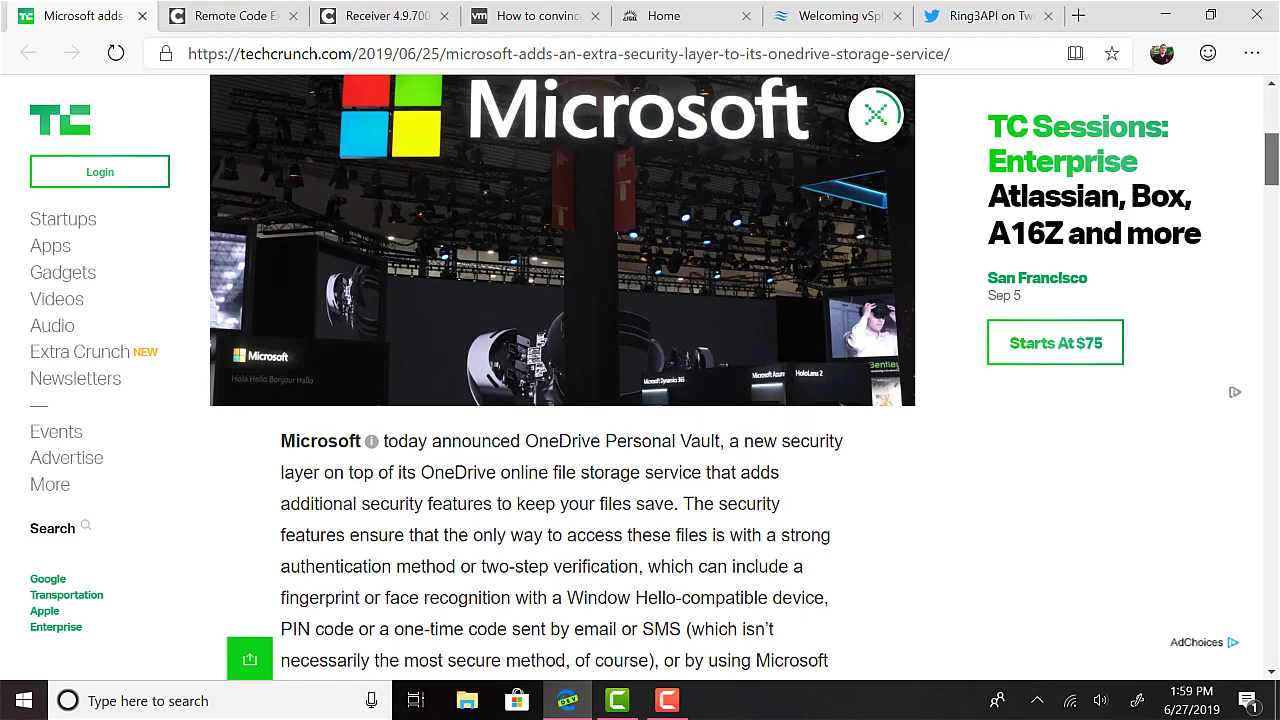 Microsoft adds
Remote Code E
Receiver 4.9.700
How to convinc
Home
Welcoming vSpl
Ring3API on Tw
https://techcrunch.com/2019/06/25/microsoft-adds-an-extra-security-layer-to-its-onedrive-storage-service/
Login
Startups
Apps
Gadgets
Videos
Audio
Extra Crunch NEW
Newsletters
Events
Advertise
More
Search
Google
Transportation
Apple
Enterprise
Microsoft
Microsoft
Hola Hello Bonjour Hallo
Microsoft Dynamics 365
Microsoft Azure
HoloLens 2
Bentley
Microsoft today announced OneDrive Personal Vault, a new security
layer on top of its OneDrive online file storage service that adds
additional security features to keep your files save. The security
features ensure that the only way to access these files is with a strong
authentication method or two-step verification, which can include a
fingerprint or face recognition with a Window Hello-compatible device,
PIN code or a one-time code sent by email or SMS (which isn't
necessarily the most secure method, of course), or by using Microsoft
TC Sessions:
Enterprise
Atlassian, Box,
A16Z and more
San Francisco
Sep 5
Starts At $75
AdChoices
Type here to search
1:59 PM
6/27/2019
1